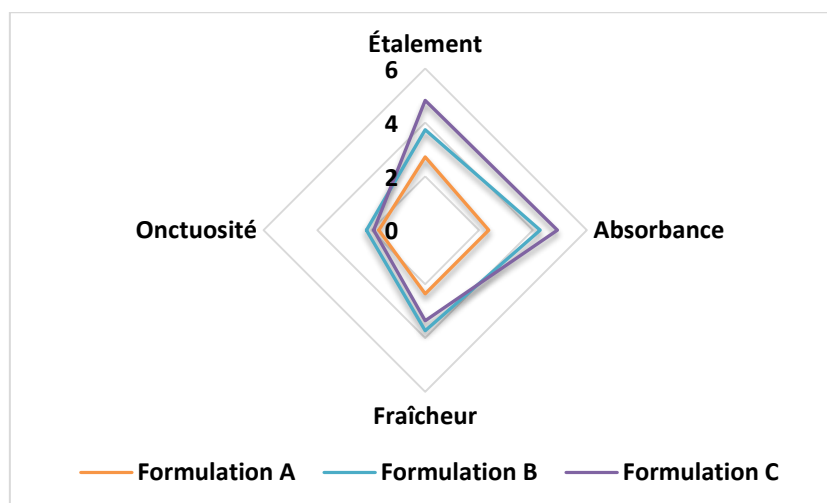 Étalement
6
4
2
0
Onctuosité
Absorbance
Fraîcheur
Formulation A
Formulation B
Formulation C